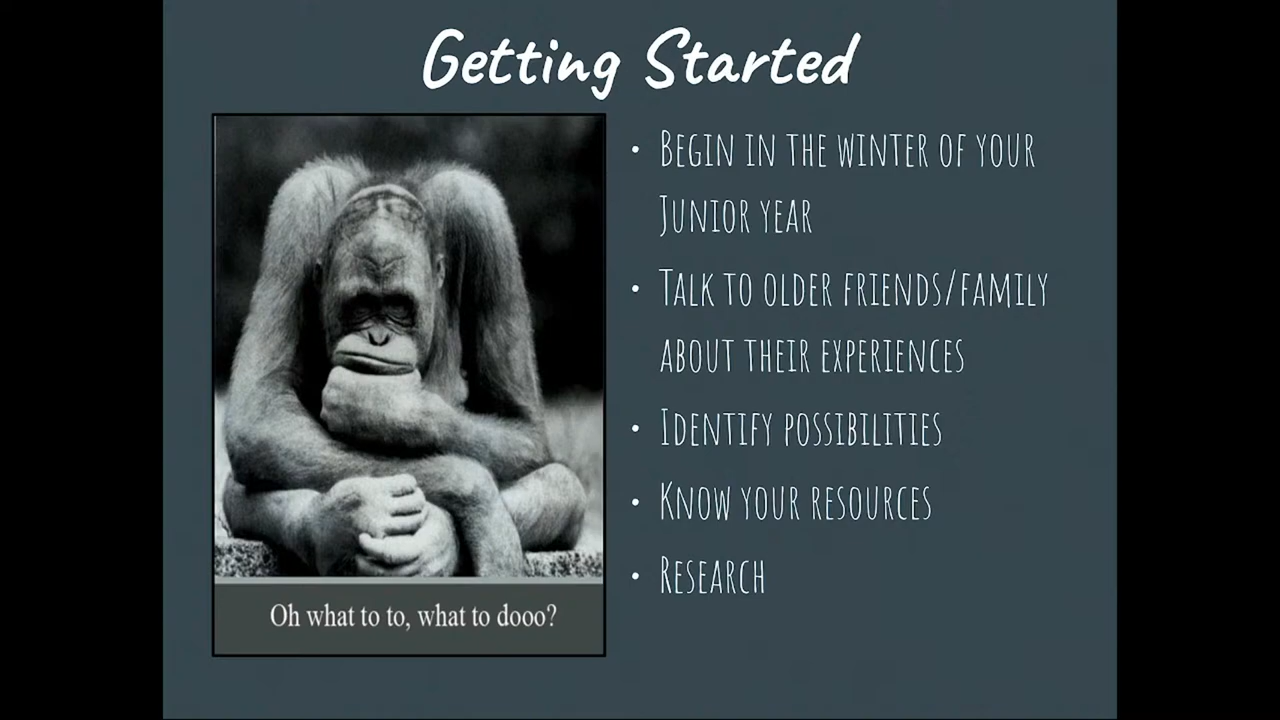 Getting Started
• Begin in the winter of your
Junior year
• Talk to older friends/family
about their experiences
• Identify possibilities
• Know your resources
• Research
Oh what to to, what to dooo?